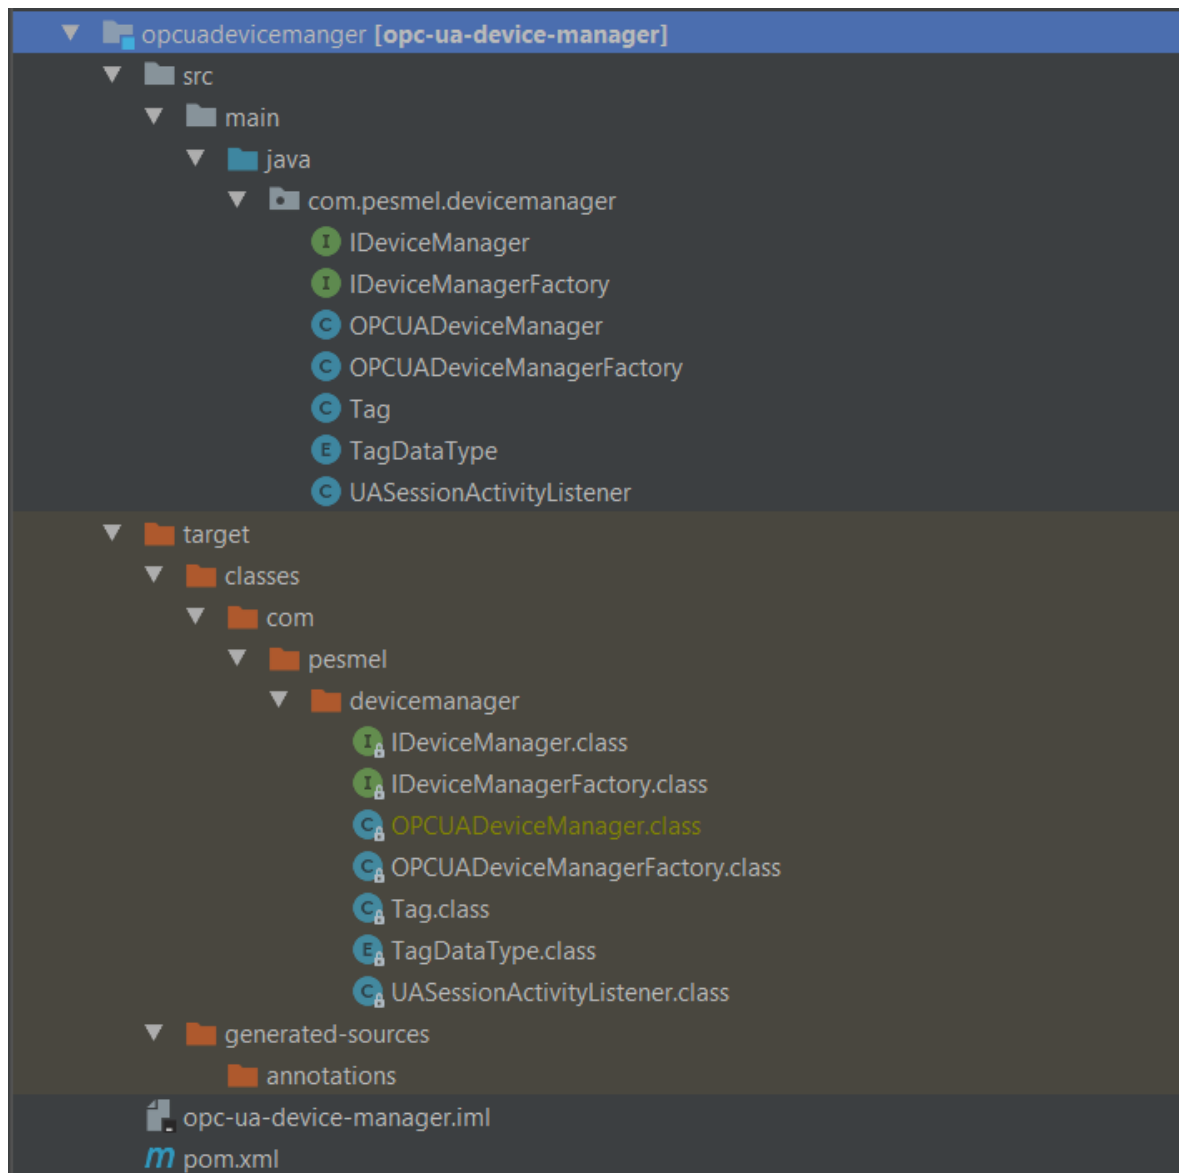 opcuadevicemanger [opc-ua-device-manager]
src
main
java
com.pesmel.devicemanager
I IDeviceManager
I IDeviceManagerFactory
C OPCUADeviceManager
C OPCUADeviceManagerFactory
C Tag
E TagDataType
C UASessionActivityListener
target
classes
com
pesmel
devicemanager
I IDeviceManager.class
I IDeviceManagerFactory.class
C OPCUADeviceManager.class
C OPCUADeviceManagerFactory.class
C Tag.class
E TagDataType.class
C UASessionActivityListener.class
generated-sources
annotations
opc-ua-device-manager.iml
m pom.xml